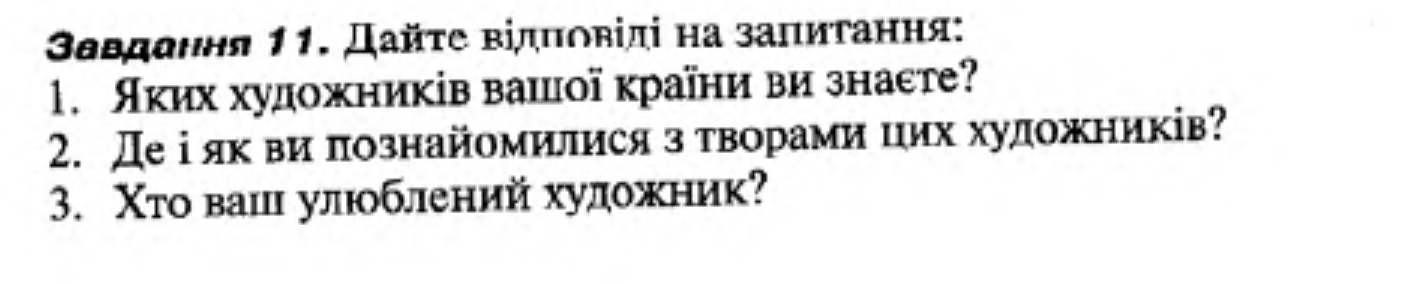 Завдання 11. Дайте відповіді на запитання:
1. Яких художників вашої країни ви знаєте?
2. Де і як ви познайомилися з творами цих художників?
3. Хто ваш улюблений художник?